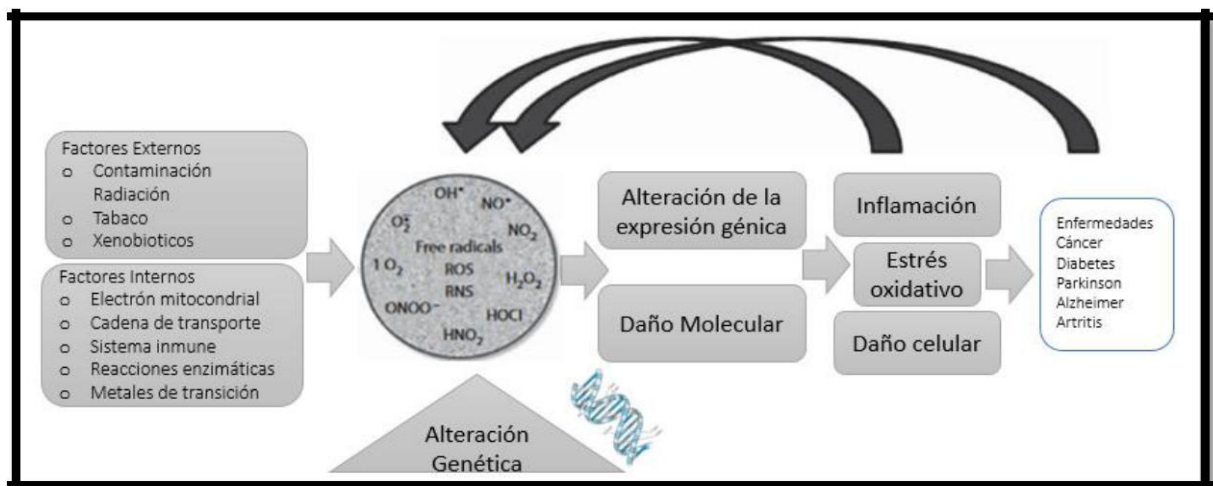 Factores Externos
o Contaminación
Radiación
o Tabaco
o Xenobioticos
Factores Internos
o Electrón mitocondrial
o Cadena de transporte
o Sistema inmune
o Reacciones enzimáticas
o Metales de transición
OH•
NO•
O₂•
NO₂
Free radicals
1 O₂
ROS
H₂O₂
RNS
ONOO⁻
HOCl
HNO₂
Alteración
Genética
Alteración de la
expresión génica
Daño Molecular
Inflamación
Estrés
oxidativo
Daño celular
Enfermedades
Cáncer
Diabetes
Parkinson
Alzheimer
Artritis